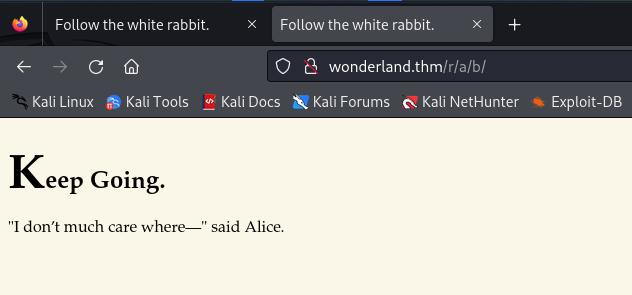 Follow the white rabbit. Follow the white rabbit.
wonderland.thm/r/a/b/
Kali Linux Kali Tools Kali Docs Kali Forums Kali NetHunter Exploit-DB
Keep Going.
"I don’t much care where—" said Alice.